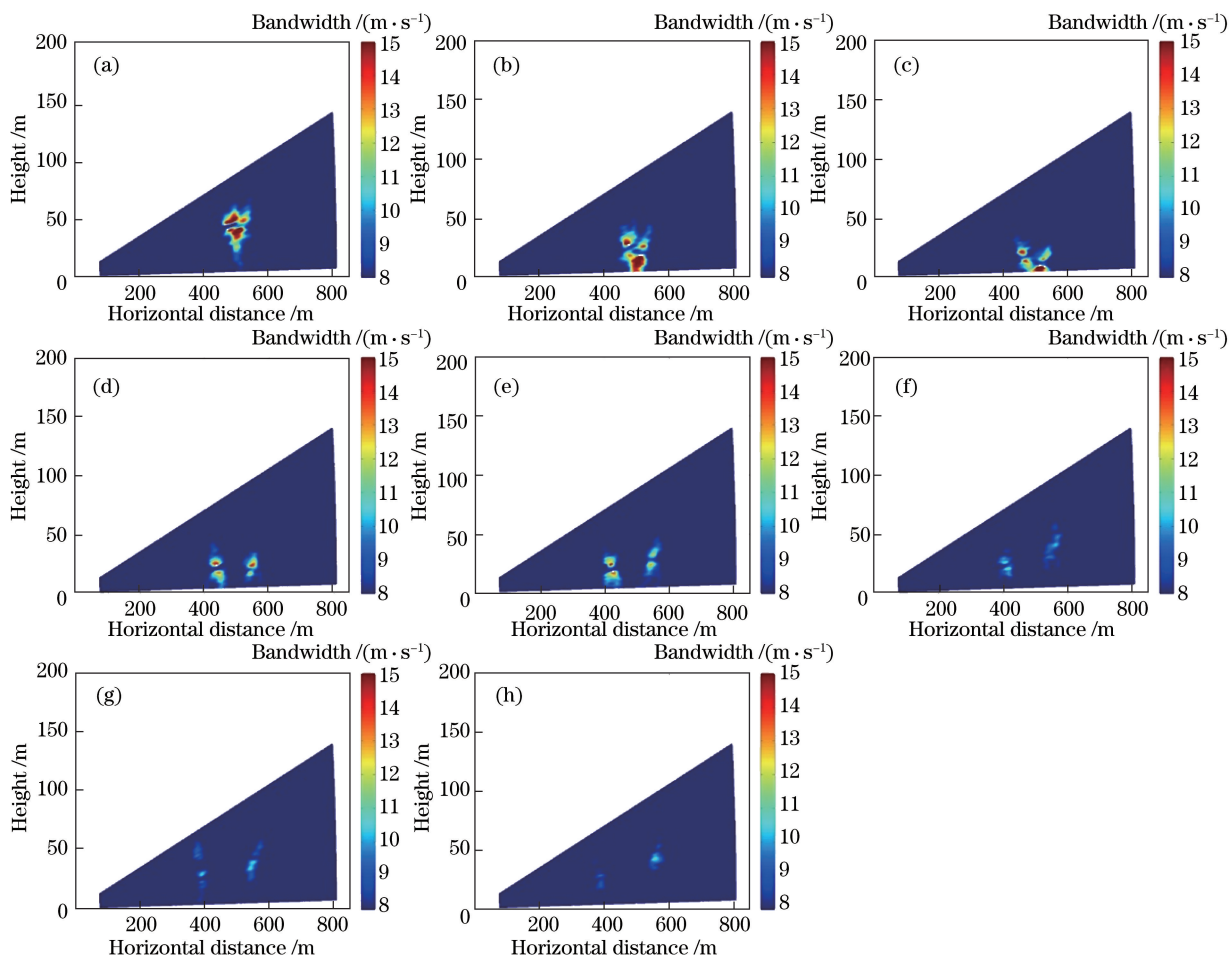 Bandwidth /(m · s⁻¹) Bandwidth /(m · s⁻¹) Bandwidth /(m · s⁻¹)
(a)
Height /m
200
150
100
50
0
200 400 600 800
Horizontal distance /m
15
14
13
12
11
10
9
8
(b)
Height /m
200
150
100
50
0
200 400 600 800
Horizontal distance /m
15
14
13
12
11
10
9
8
(c)
Height /m
200
150
100
50
0
200 400 600 800
Horizontal distance /m
15
14
13
12
11
10
9
8
Bandwidth /(m · s⁻¹) Bandwidth /(m · s⁻¹) Bandwidth /(m · s⁻¹)
(d)
Height /m
200
150
100
50
0
200 400 600 800
Horizontal distance /m
15
14
13
12
11
10
9
8
(e)
Height /m
200
150
100
50
0
200 400 600 800
Horizontal distance /m
15
14
13
12
11
10
9
8
(f)
Height /m
200
150
100
50
0
200 400 600 800
Horizontal distance /m
15
14
13
12
11
10
9
8
Bandwidth /(m · s⁻¹) Bandwidth /(m · s⁻¹)
(g)
Height /m
200
150
100
50
0
200 400 600 800
Horizontal distance /m
15
14
13
12
11
10
9
8
(h)
Height /m
200
150
100
50
0
200 400 600 800
Horizontal distance /m
15
14
13
12
11
10
9
8